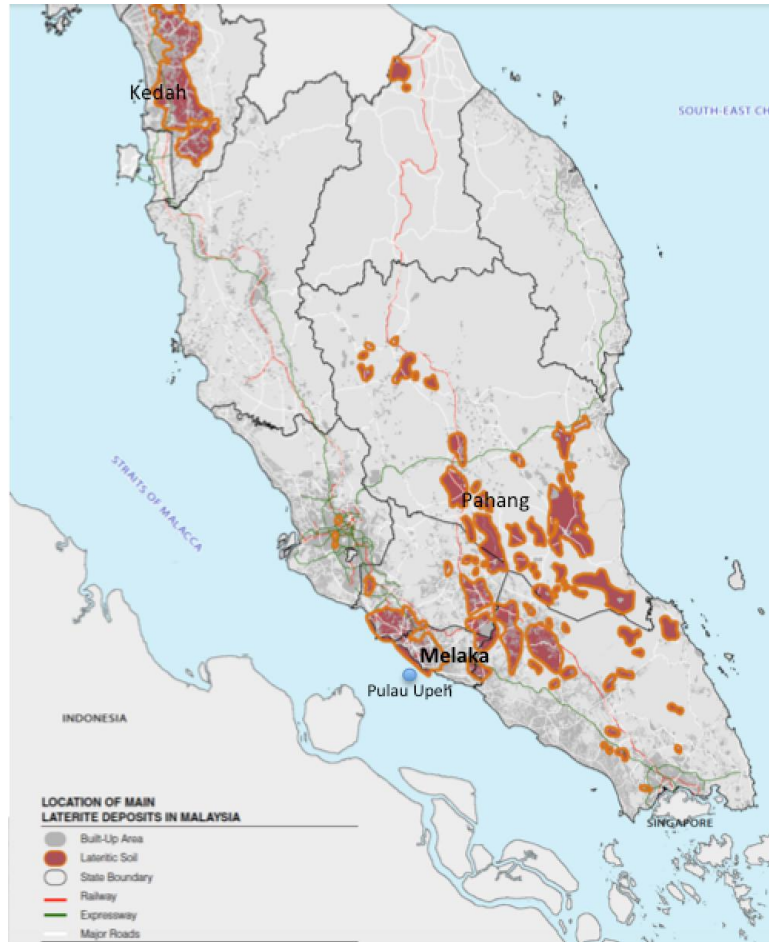 Kedah
SOUTH-EAST CH
STRAITS OF MALACCA
Pahang
Melaka
Pulau Upeh
INDONESIA
SINGAPORE
LOCATION OF MAIN
LATERITE DEPOSITS IN MALAYSIA
Built-Up Area
Lateritic Soil
State Boundary
Railway
Expressway
Major Roads